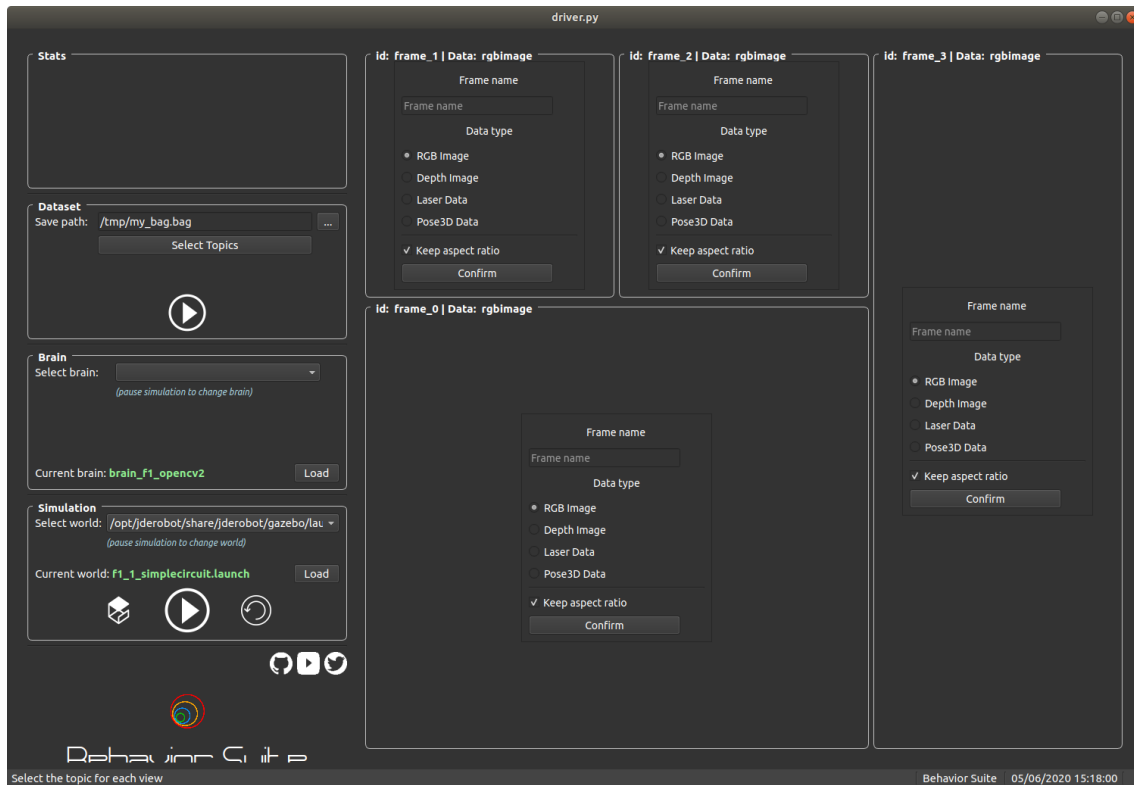 driver.py
Stats
Dataset
Save path: /tmp/my_bag.bag ...
Select Topics
Brain
Select brain:
(pause simulation to change brain)
Current brain: brain_f1_opencv2 Load
Simulation
Select world: /opt/jderobot/share/jderobot/gazebo/lau
(pause simulation to change world)
Current world: f1_1_simplecircuit.launch Load
Behavior Suite
id: frame_1 | Data: rgbimage
Frame name
Frame name
Data type
RGB Image
Depth Image
Laser Data
Pose3D Data
Keep aspect ratio
Confirm
id: frame_2 | Data: rgbimage
Frame name
Frame name
Data type
RGB Image
Depth Image
Laser Data
Pose3D Data
Keep aspect ratio
Confirm
id: frame_0 | Data: rgbimage
Frame name
Frame name
Data type
RGB Image
Depth Image
Laser Data
Pose3D Data
Keep aspect ratio
Confirm
id: frame_3 | Data: rgbimage
Frame name
Frame name
Data type
RGB Image
Depth Image
Laser Data
Pose3D Data
Keep aspect ratio
Confirm
Select the topic for each view
Behavior Suite 05/06/2020 15:18:00